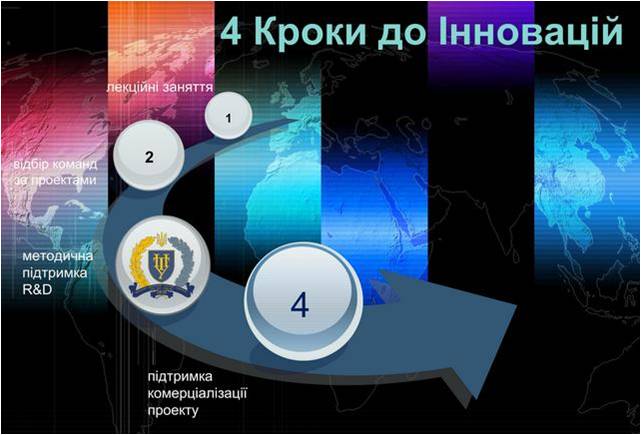 4 Кроки до Інновацій
лекційні заняття
1
2
відбір команд
за проектами
методична
підтримка
R&D
4
підтримка
комерціалізації
проекту